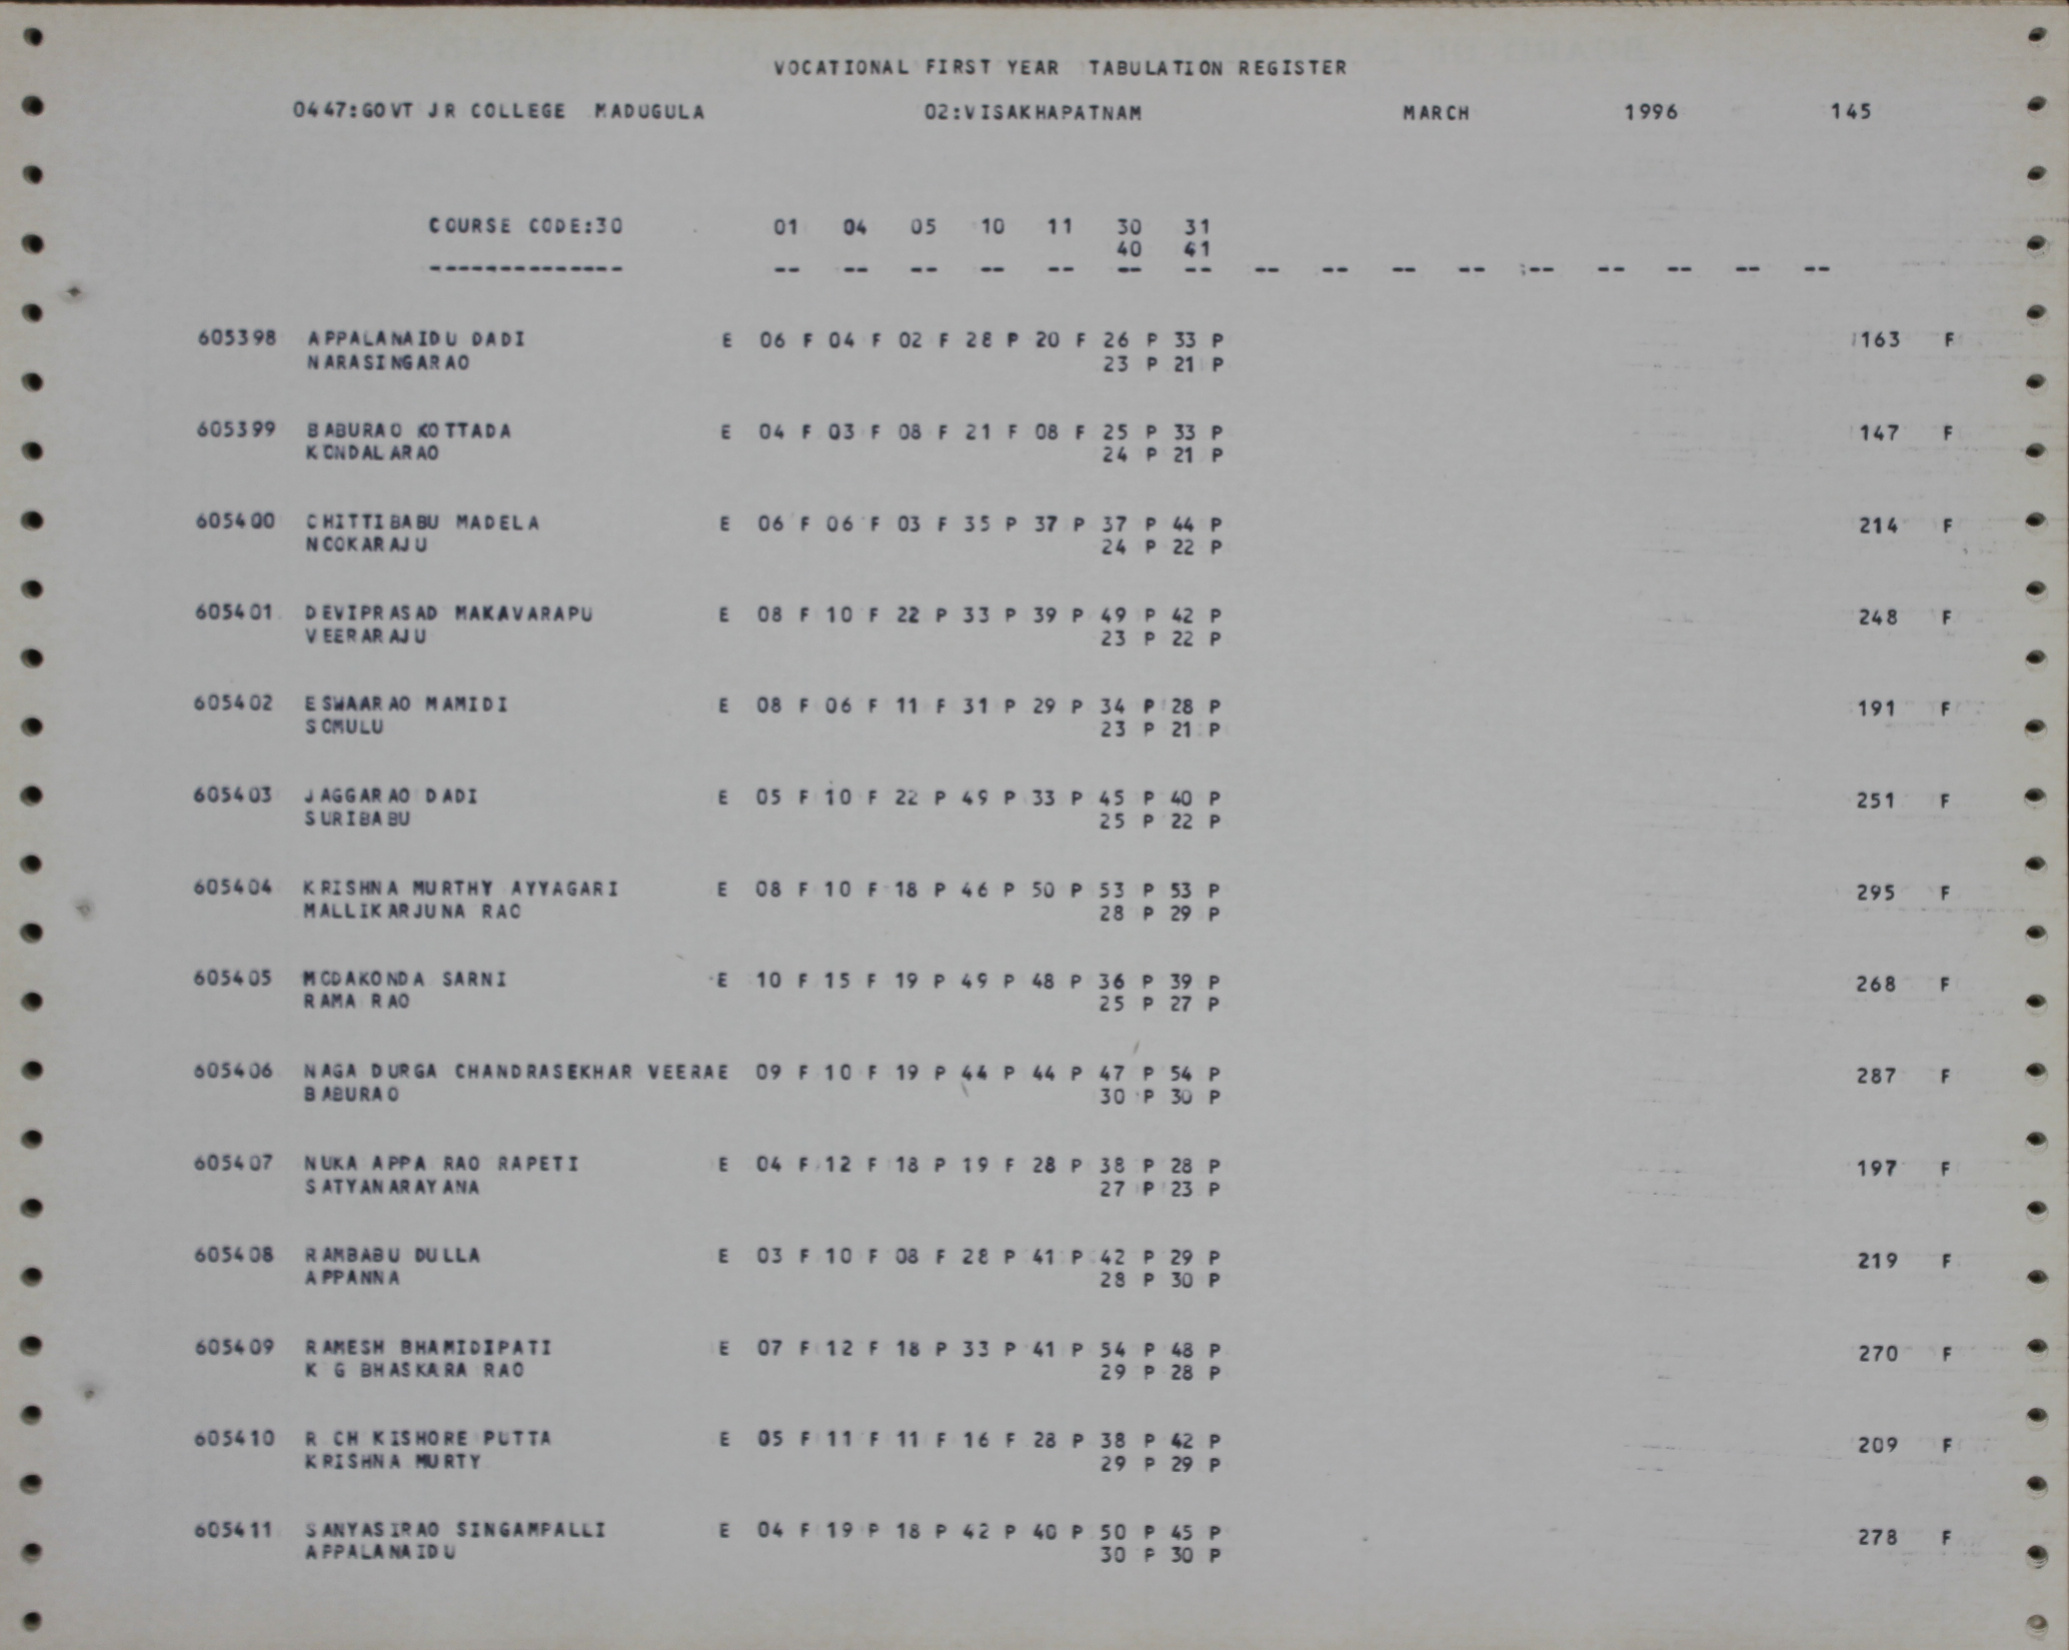 VOCATIONAL FIRST YEAR TABULATION REGISTER
0447:GOVT JR COLLEGE MADUGULA 02:VISAKHAPATNAM MARCH 1996 145
COURSE CODE:30 01 04 05 10 11 30 31
40 41
-------------- -- -- -- -- -- -- -- -- -- -- -- -- -- -- -- --
605398 APPALANAIDU DADI E 06 F 04 F 02 F 28 P 20 F 26 P 33 P 163 F
NARASINGARAO 23 P 21 P
605399 BABURAO KOTTADA E 04 F 03 F 08 F 21 F 08 F 25 P 33 P 147 F
KONDALARAO 24 P 21 P
605400 CHITTIBABU MADELA E 06 F 06 F 03 F 35 P 37 P 37 P 44 P 214 F
NOOKARAJU 24 P 22 P
605401 DEVIPRASAD MAKAVARAPU E 08 F 10 F 22 P 33 P 39 P 49 P 42 P 248 F
VEERARAJU 23 P 22 P
605402 ESWAARAO MAMIDI E 08 F 06 F 11 F 31 P 29 P 34 P 28 P 191 F
SOMULU 23 P 21 P
605403 JAGGARAO DADI E 05 F 10 F 22 P 49 P 33 P 45 P 40 P 251 F
SURIBABU 25 P 22 P
605404 KRISHNA MURTHY AYYAGARI E 08 F 10 F 18 P 46 P 50 P 53 P 53 P 295 F
MALLIKARJUNA RAO 28 P 29 P
605405 MODAKONDA SARNI E 10 F 15 F 19 P 49 P 48 P 36 P 39 P 268 F
RAMA RAO 25 P 27 P
605406 NAGA DURGA CHANDRASEKHAR VEERAE 09 F 10 F 19 P 44 P 44 P 47 P 54 P 287 F
BABURAO 30 P 30 P
605407 NUKA APPA RAO RAPETI E 04 F 12 F 18 P 19 F 28 P 38 P 28 P 197 F
SATYANARAYANA 27 P 23 P
605408 RAMBABU DULLA E 03 F 10 F 08 F 28 P 41 P 42 P 29 P 219 F
APPANNA 28 P 30 P
605409 RAMESH BHAMIDIPATI E 07 F 12 F 18 P 33 P 41 P 54 P 48 P 270 F
K G BHASKARA RAO 29 P 28 P
605410 R CH KISHORE PUTTA E 05 F 11 F 11 F 16 F 28 P 38 P 42 P 209 F
KRISHNA MURTY 29 P 29 P
605411 SANYASIRAO SINGAMPALLI E 04 F 19 P 18 P 42 P 40 P 50 P 45 P 278 F
APPALANAIDU 30 P 30 P